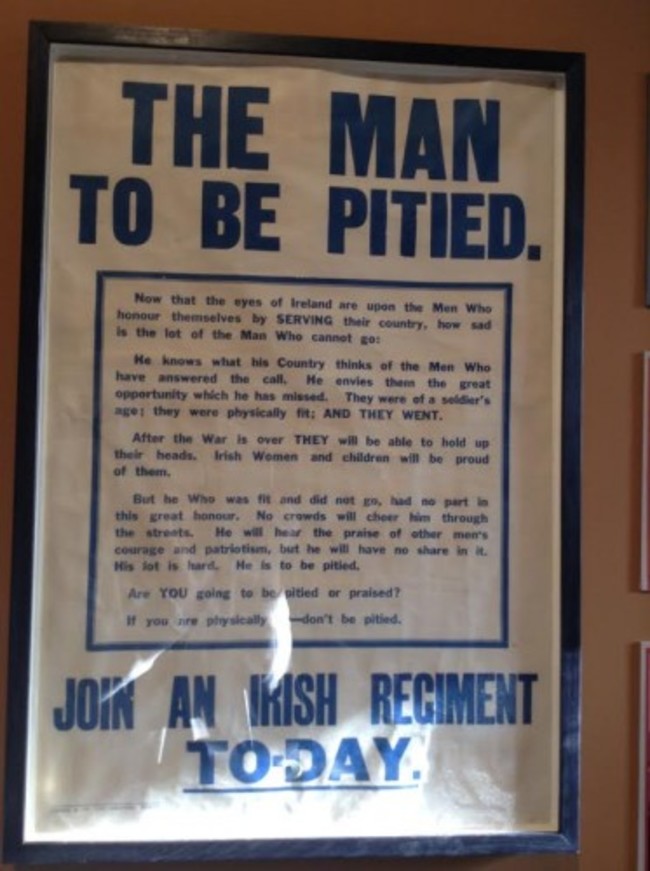 THE MAN
TO BE PITIED.
Now that the eyes of Ireland are upon the Men Who
honour themselves by SERVING their country, how sad
is the lot of the Man Who cannot go:
He knows what his Country thinks of the Men Who
have answered the call. He envies them the great
opportunity which he has missed. They were of a soldier's
age; they were physically fit; AND THEY WENT.
After the War is over THEY will be able to hold up
their heads. Irish Women and children will be proud
of them.
But he Who was fit and did not go, had no part in
this great honour. No crowds will cheer him through
the streets. He will hear the praise of other men's
courage and patriotism, but he will have no share in it.
His lot is hard. He is to be pitied.
Are YOU going to be pitied or praised?
If you are physically —don't be pitied.
JOIN AN IRISH REGIMENT
TO-DAY.